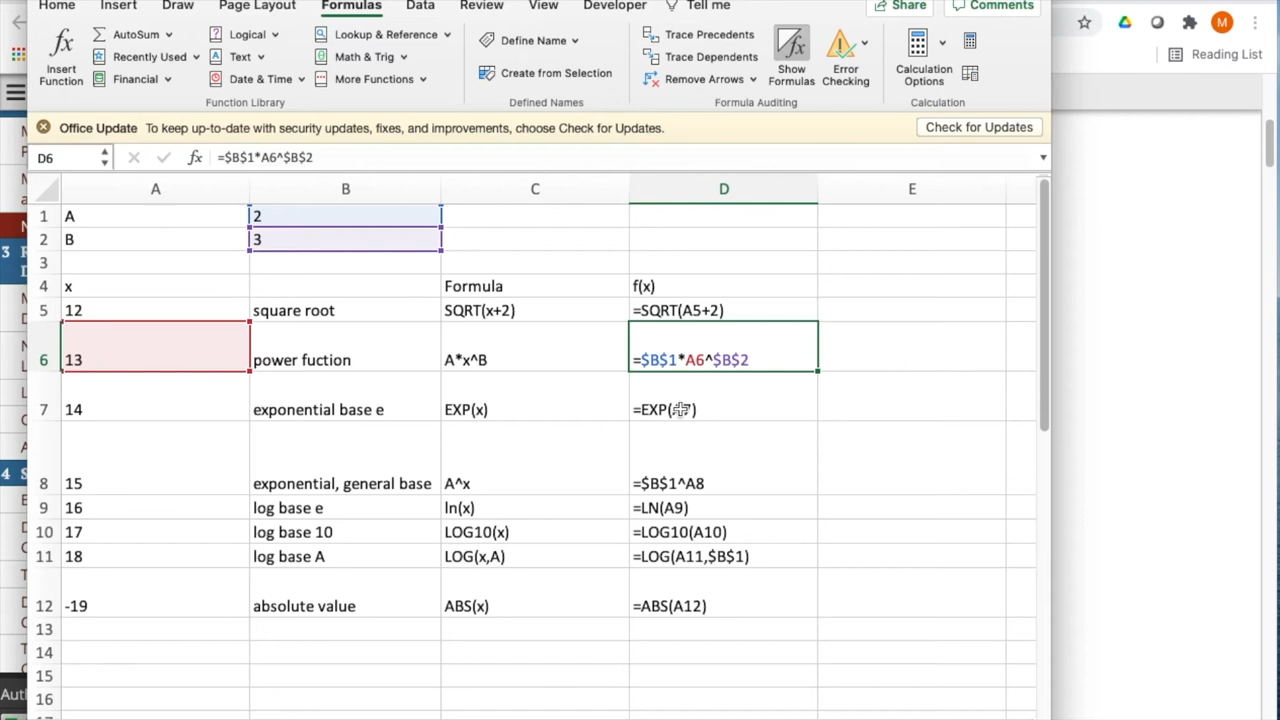 Home Insert Draw Page Layout Formulas Data Review View Developer Tell me Share Comments
fx Insert Function
AutoSum Logical Lookup & Reference
Recently Used Text Math & Trig
Financial Date & Time More Functions
Function Library
Define Name
Create from Selection
Defined Names
Trace Precedents
Trace Dependents
Remove Arrows
Show Formulas
Error Checking
Formula Auditing
Calculation Options
Calculation
M
Reading List
Office Update To keep up-to-date with security updates, fixes, and improvements, choose Check for Updates. Check for Updates
D6 fx =$B$1*A6^$B$2
A B C D E
1 A 2
2 B 3
3
4 x Formula f(x)
5 12 square root SQRT(x+2) =SQRT(A5+2)
6 13 power fuction A*x^B =$B$1*A6^$B$2
7 14 exponential base e EXP(x) =EXP( )
8 15 exponential, general base A^x =$B$1^A8
9 16 log base e ln(x) =LN(A9)
10 17 log base 10 LOG10(x) =LOG10(A10)
11 18 log base A LOG(x,A) =LOG(A11,$B$1)
12 -19 absolute value ABS(x) =ABS(A12)
13
14
15
16
3
4 S
Aut